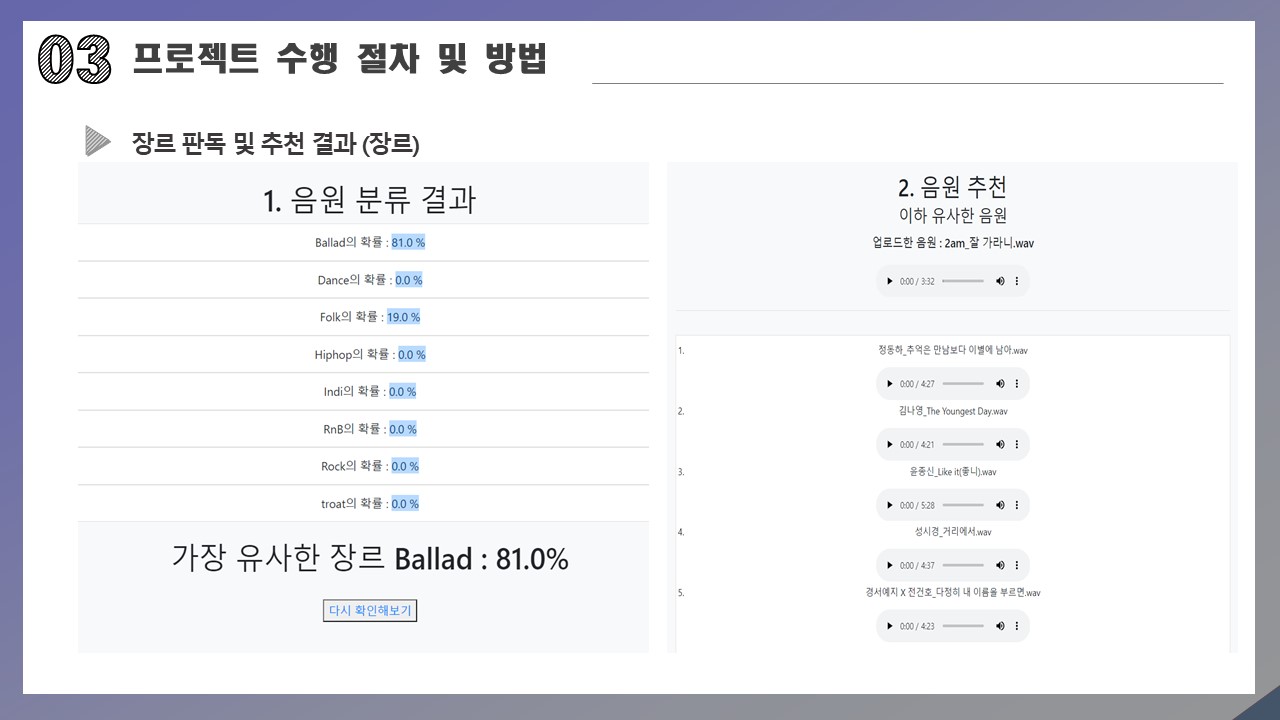 03 프로젝트 수행 절차 및 방법
장르 판독 및 추천 결과 (장르)
1. 음원 분류 결과
Ballad의 확률 : 81.0 %
Dance의 확률 : 0.0 %
Folk의 확률 : 19.0 %
Hiphop의 확률 : 0.0 %
Indi의 확률 : 0.0 %
RnB의 확률 : 0.0 %
Rock의 확률 : 0.0 %
troat의 확률 : 0.0 %
가장 유사한 장르 Ballad : 81.0%
다시 확인해보기
2. 음원 추천
이하 유사한 음원
업로드한 음원 : 2am_잘 가라니.wav
0:00 / 3:32
1. 정동하_추억은 만남보다 이별에 남아.wav
0:00 / 4:27
2. 김나영_The Youngest Day.wav
0:00 / 4:21
3. 윤종신_Like it(좋니).wav
0:00 / 5:28
4. 성시경_거리에서.wav
0:00 / 4:37
5. 경서예지 X 전건호_다정히 내 이름을 부르면.wav
0:00 / 4:23